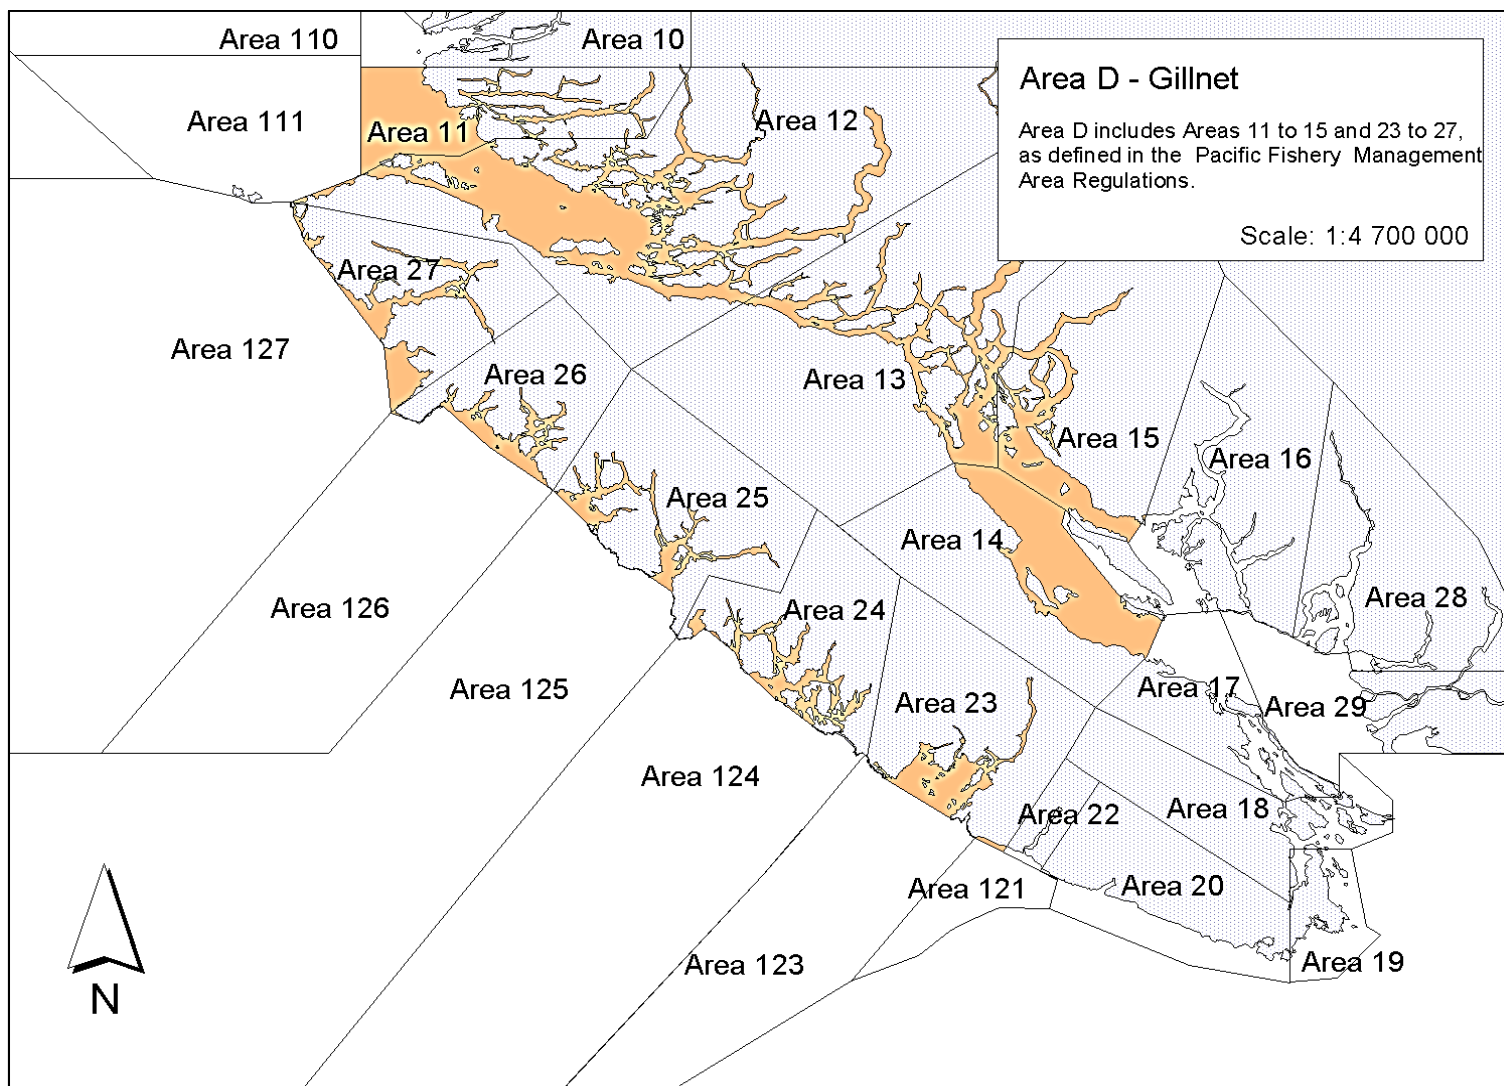 Area 110
Area 10
Area D - Gillnet
Area 111
Area 11
Area 12
Area D includes Areas 11 to 15 and 23 to 27,
as defined in the Pacific Fishery Management
Area Regulations.
Scale: 1:4 700 000
Area 27
Area 127
Area 26
Area 13
Area 15
Area 16
Area 25
Area 14
Area 126
Area 24
Area 28
Area 125
Area 23
Area 17
Area 29
Area 124
Area 22
Area 18
Area 121
Area 20
Area 123
Area 19
N